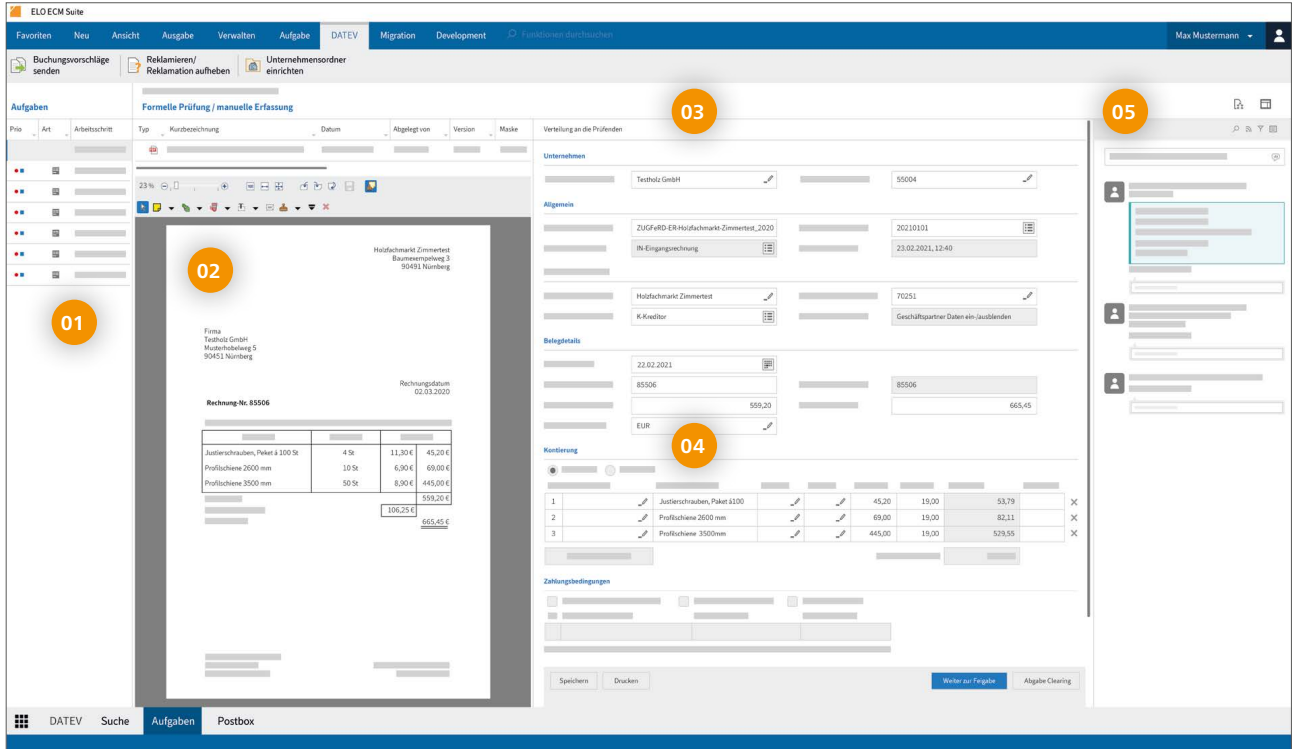 ELO ECM Suite
Favoriten Neu Ansicht Ausgabe Verwalten Aufgabe DATEV Migration Development Funktionen durchsuchen Max Mustermann
Buchungsvorschläge senden
Reklamieren/ Reklamation aufheben
Unternehmensordner einrichten
Aufgaben
Prio Art Arbeitsschritt
01
Formelle Prüfung / manuelle Erfassung
Typ Kurzbezeichnung Datum Abgelegt von Version Maske
23 %
02
Holzfachmarkt Zimmertest
Baumexempelweg 3
90491 Nürnberg
Firma
Testholz GmbH
Musterhobelweg 5
90451 Nürnberg
Rechnungsdatum
02.03.2020
Rechnung-Nr. 85506
Justierschrauben, Peket á 100 St 4 St 11,30 € 45,20 €
Profilschiene 2600 mm 10 St 6,90 € 69,00 €
Profilschiene 3500 mm 50 St 8,90 € 445,00 €
559,20 €
106,25 €
665,45 €
03
Verteilung an die Prüfenden
Unternehmen
Testholz GmbH 55004
Allgemein
ZUGFeRD-ER-Holzfachmarkt-Zimmertest_2020 20210101
IN-Eingangsrechnung 23.02.2021, 12:40
Holzfachmarkt Zimmertest 70251
K-Kreditor Geschäftspartner Daten ein-/ausblenden
Belegdetails
22.02.2021
85506 85506
559,20 665,45
EUR
04
Kontierung
1 Justierschrauben, Paket á100 45,20 19,00 53,79
2 Profilschiene 2600 mm 69,00 19,00 82,11
3 Profilschiene 3500mm 445,00 19,00 529,55
Zahlungsbedingungen
Speichern Drucken Weiter zur Feigabe Abgabe Clearing
05
DATEV Suche Aufgaben Postbox